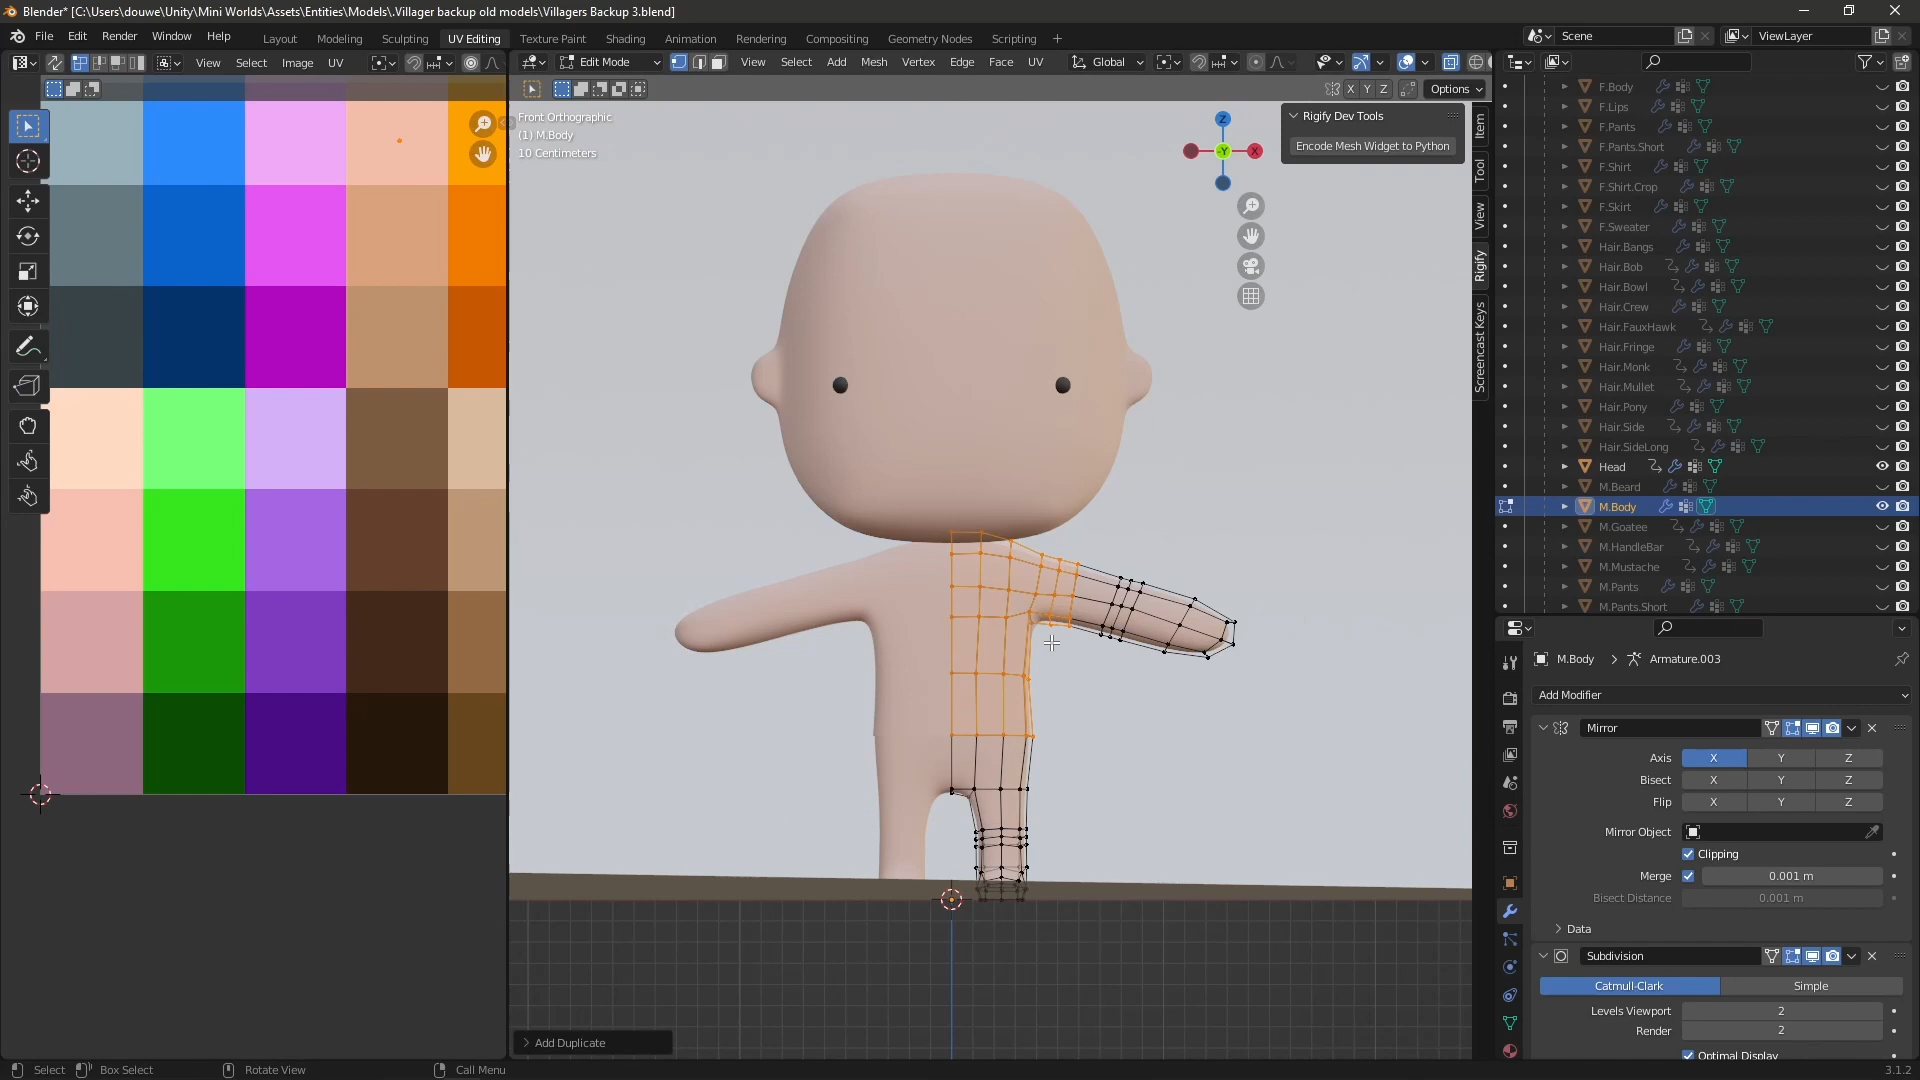 Blender* [C:\Users\douwe\Unity\Mini Worlds\Assets\Entities\Models\.Villager backup old models\Villagers Backup 3.blend]
File Edit Render Window Help Layout Modeling Sculpting UV Editing Texture Paint Shading Animation Rendering Compositing Geometry Nodes Scripting + Scene ViewLayer
View Select Image UV Edit Mode View Select Add Mesh Vertex Edge Face UV Global
X Y Z Options
Front Orthographic
(1) M.Body
10 Centimeters
Rigify Dev Tools
Encode Mesh Widget to Python
Z
-Y
X
Item
Tool
View
Rigify
Screencast Keys
F.Body
F.Lips
F.Pants
F.Pants.Short
F.Shirt
F.Shirt.Crop
F.Skirt
F.Sweater
Hair.Bangs
Hair.Bob
Hair.Bowl
Hair.Crew
Hair.FauxHawk
Hair.Fringe
Hair.Monk
Hair.Mullet
Hair.Pony
Hair.Side
Hair.SideLong
Head
M.Beard
M.Body
M.Goatee
M.HandleBar
M.Mustache
M.Pants
M.Pants.Short
M.Body > Armature.003
Add Modifier
Mirror
Axis X Y Z
Bisect X Y Z
Flip X Y Z
Mirror Object
Clipping
Merge 0.001 m
Bisect Distance 0.001 m
Data
Subdivision
Catmull-Clark Simple
Levels Viewport 2
Render 2
Optimal Display
Add Duplicate
Select Box Select Rotate View Call Menu 3.1.2